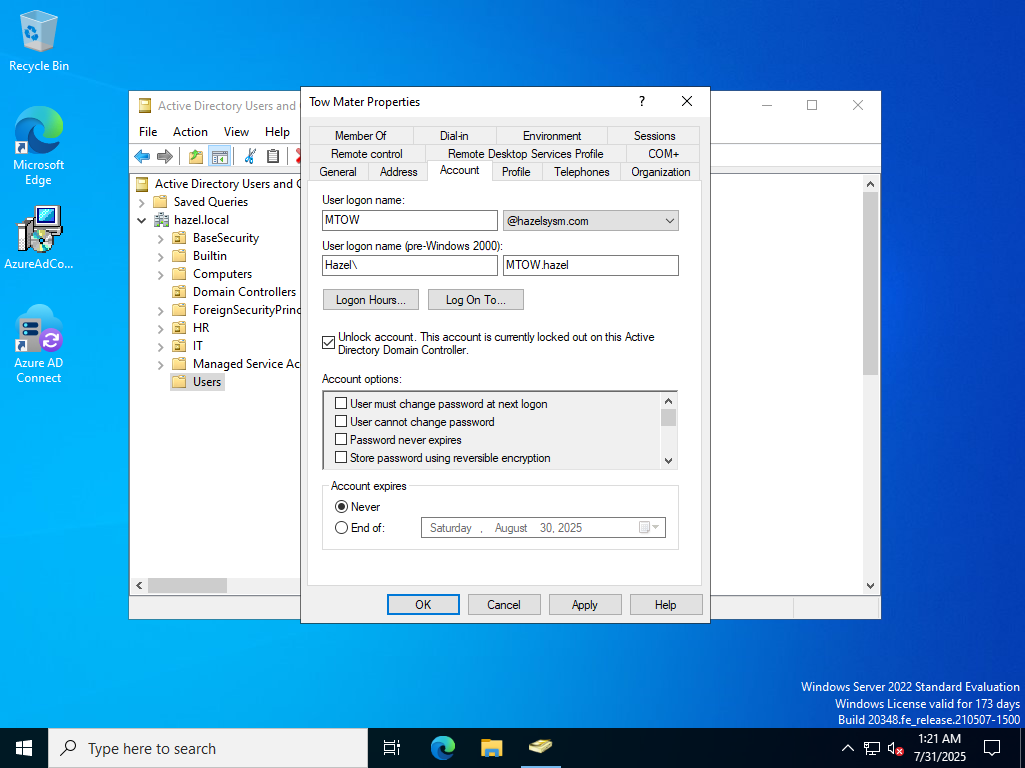 Recycle Bin
Microsoft
Edge
AzureAdCo...
Azure AD
Connect
Active Directory Users and
File Action View Help
Active Directory Users and C
Saved Queries
hazel.local
BaseSecurity
Builtin
Computers
Domain Controllers
ForeignSecurityPrinc
HR
IT
Managed Service Ac
Users
Tow Mater Properties
?
Member Of Dial-in Environment Sessions
Remote control Remote Desktop Services Profile COM+
General Address Account Profile Telephones Organization
User logon name:
MTOW @hazelsysm.com
User logon name (pre-Windows 2000):
Hazel\ MTOW.hazel
Logon Hours... Log On To...
Unlock account. This account is currently locked out on this Active
Directory Domain Controller.
Account options:
User must change password at next logon
User cannot change password
Password never expires
Store password using reversible encryption
Account expires
Never
End of: Saturday , August 30, 2025
OK Cancel Apply Help
Windows Server 2022 Standard Evaluation
Windows License valid for 173 days
Build 20348.fe_release.210507-1500
Type here to search
1:21 AM
7/31/2025